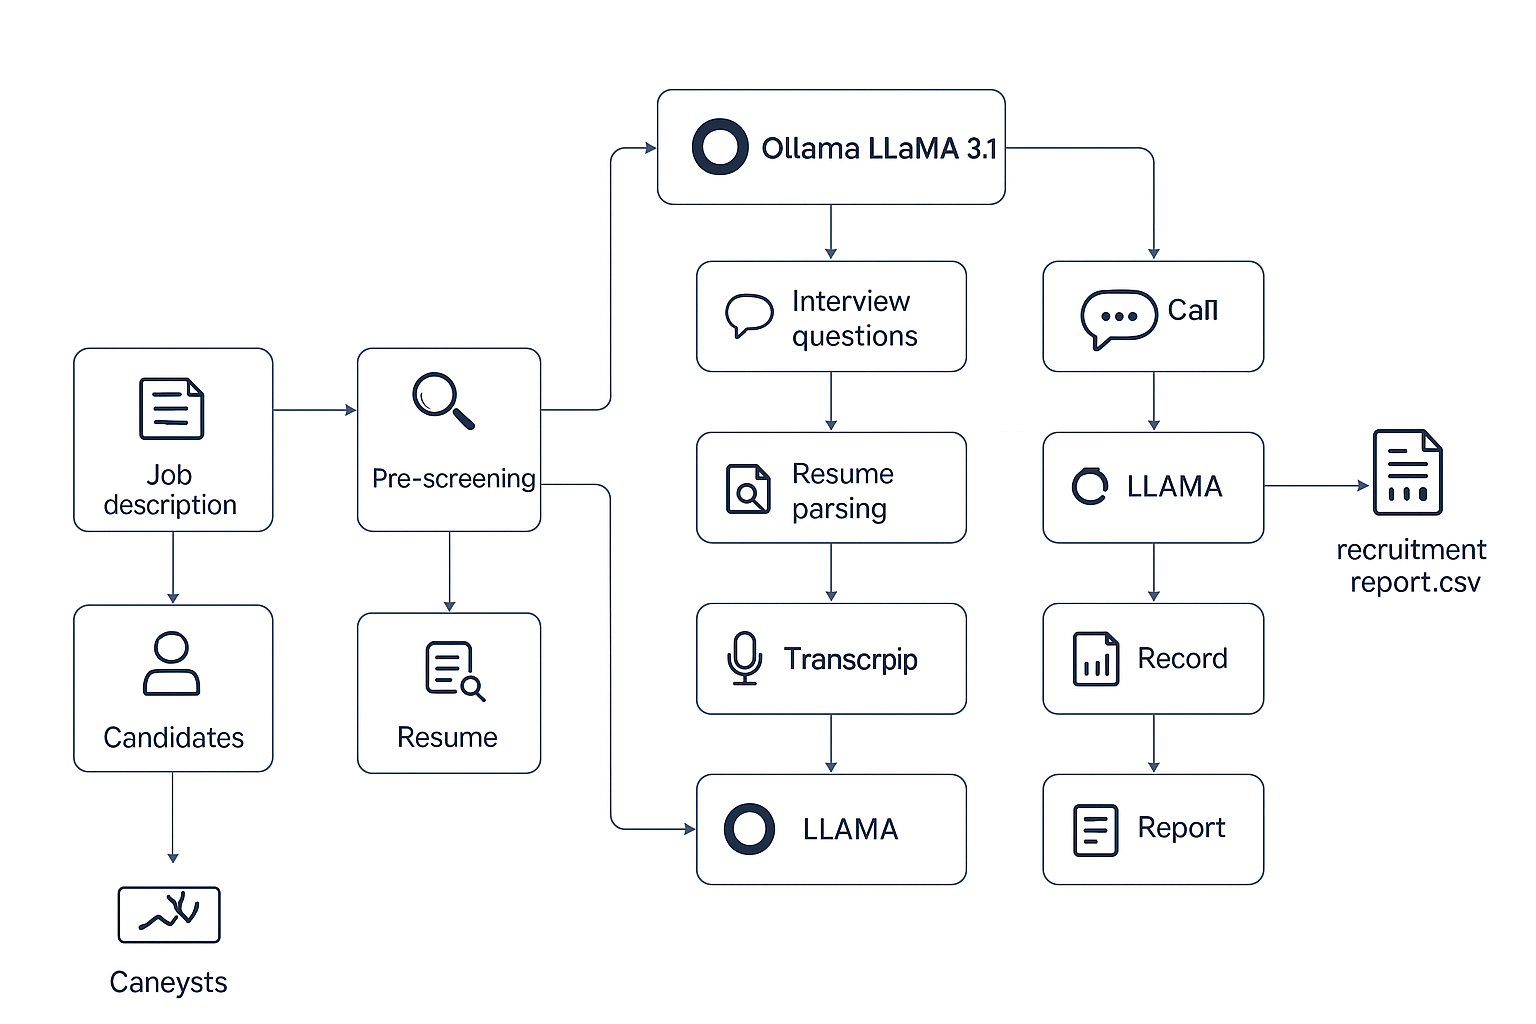 Ollama LLaMA 3.1
Interview
questions
Call
Job
description
Pre-screening
Resume
parsing
LLAMA
recruitment
report.csv
Candidates
Resume
Transcrpip
Record
LLAMA
Report
Caneysts